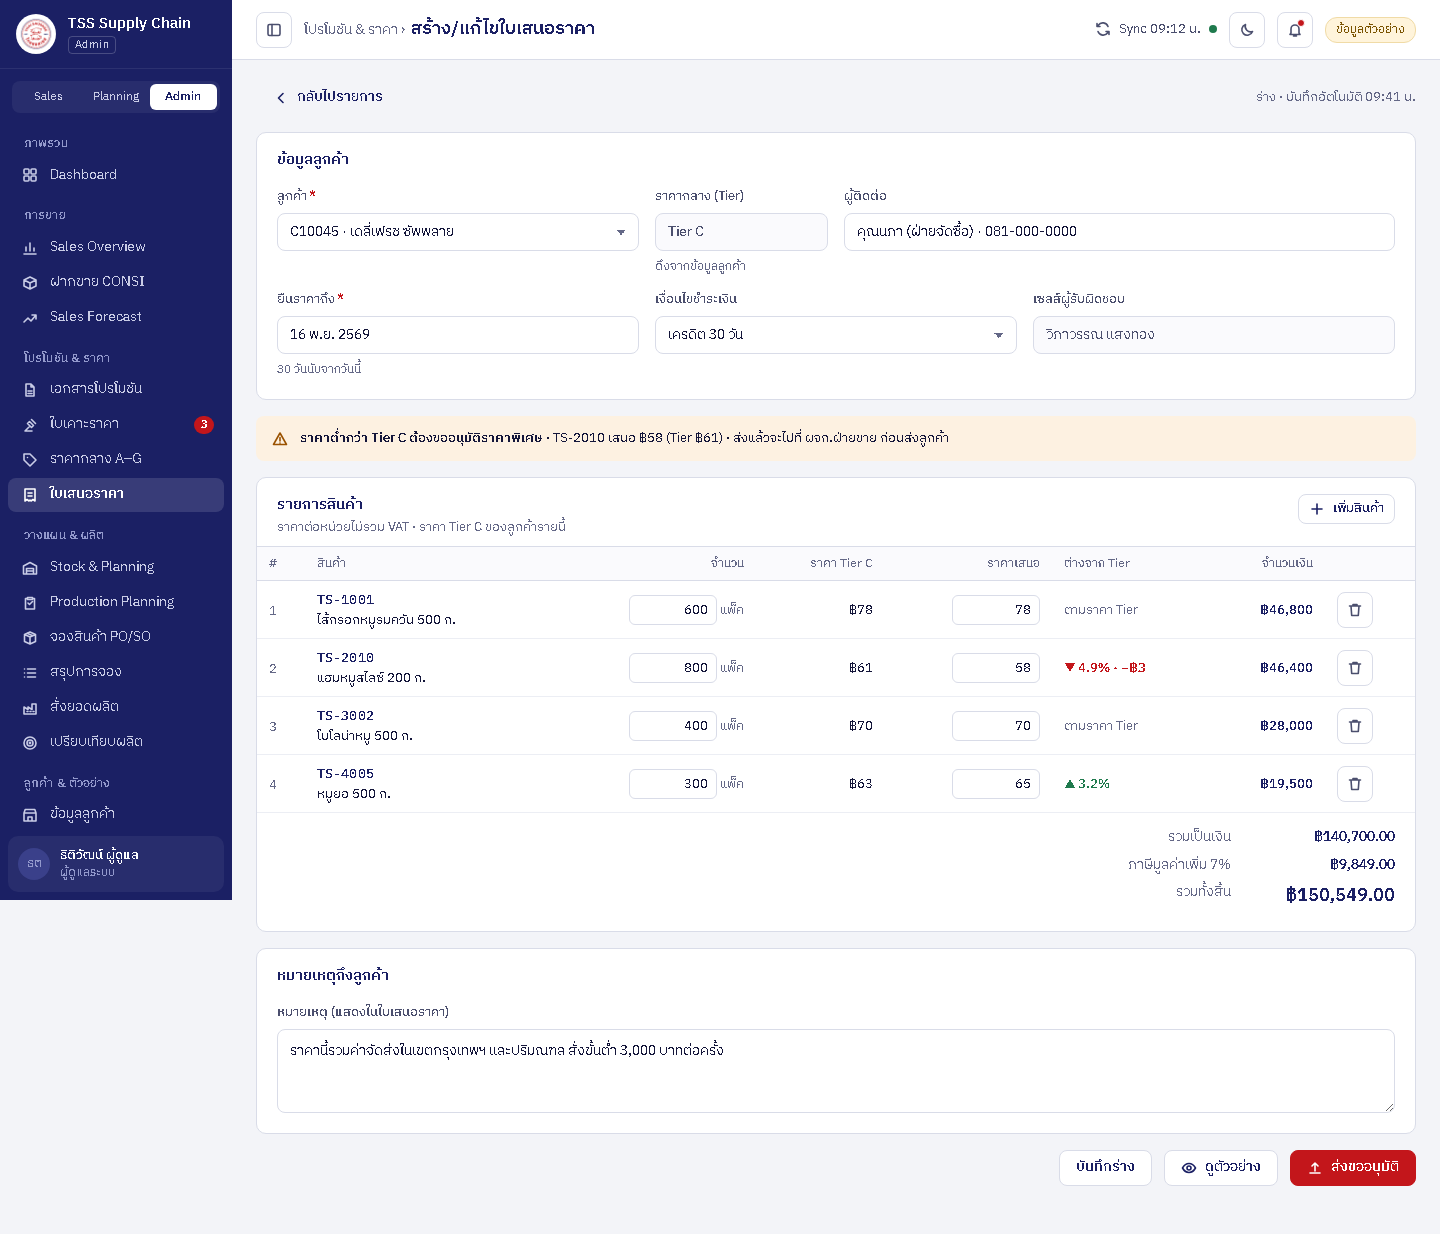 TSS Supply Chain
Admin
Sales Planning Admin
ภาพรวม
Dashboard
การขาย
Sales Overview
ฝากขาย CONSI
Sales Forecast
โปรโมชัน & ราคา
เอกสารโปรโมชัน
ใบเคาะราคา 3
ราคากลาง A–G
ใบเสนอราคา
วางแผน & ผลิต
Stock & Planning
Production Planning
จองสินค้า PO/SO
สรุปการจอง
สั่งยอดผลิต
เปรียบเทียบผลิต
ลูกค้า & ตัวอย่าง
ข้อมูลลูกค้า
ธต
ธิติวัฒน์ ผู้ดูแล
ผู้ดูแลระบบ
โปรโมชัน & ราคา › สร้าง/แก้ไขใบเสนอราคา
Sync 09:12 น.
ข้อมูลตัวอย่าง
กลับไปรายการ
ร่าง · บันทึกอัตโนมัติ 09:41 น.
ข้อมูลลูกค้า
ลูกค้า * ราคากลาง (Tier) ผู้ติดต่อ
C10045 · เดลี่เฟรช ซัพพลาย Tier C คุณนภา (ฝ่ายจัดซื้อ) · 081-000-0000
ดึงจากข้อมูลลูกค้า
ยืนราคาถึง * เงื่อนไขชำระเงิน เซลส์ผู้รับผิดชอบ
16 พ.ย. 2569 เครดิต 30 วัน วิภาวรรณ แสงทอง
30 วันนับจากวันนี้
ราคาต่ำกว่า Tier C ต้องขออนุมัติราคาพิเศษ · TS-2010 เสนอ ฿58 (Tier ฿61) · ส่งแล้วจะไปที่ ผจก.ฝ่ายขาย ก่อนส่งลูกค้า
รายการสินค้า
ราคาต่อหน่วยไม่รวม VAT · ราคา Tier C ของลูกค้ารายนี้
เพิ่มสินค้า
# สินค้า จำนวน ราคา Tier C ราคาเสนอ ต่างจาก Tier จำนวนเงิน
1 TS-1001 600 แพ็ค ฿78 78 ตามราคา Tier ฿46,800
ไส้กรอกหมูรมควัน 500 ก.
2 TS-2010 800 แพ็ค ฿61 58 ▼ 4.9% · −฿3 ฿46,400
แฮมหมูสไลซ์ 200 ก.
3 TS-3002 400 แพ็ค ฿70 70 ตามราคา Tier ฿28,000
โบโลน่าหมู 500 ก.
4 TS-4005 300 แพ็ค ฿63 65 ▲ 3.2% ฿19,500
หมูยอ 500 ก.
รวมเป็นเงิน ฿140,700.00
ภาษีมูลค่าเพิ่ม 7% ฿9,849.00
รวมทั้งสิ้น ฿150,549.00
หมายเหตุถึงลูกค้า
หมายเหตุ (แสดงในใบเสนอราคา)
ราคานี้รวมค่าจัดส่งในเขตกรุงเทพฯ และปริมณฑล สั่งขั้นต่ำ 3,000 บาทต่อครั้ง
บันทึกร่าง ดูตัวอย่าง ส่งขออนุมัติ